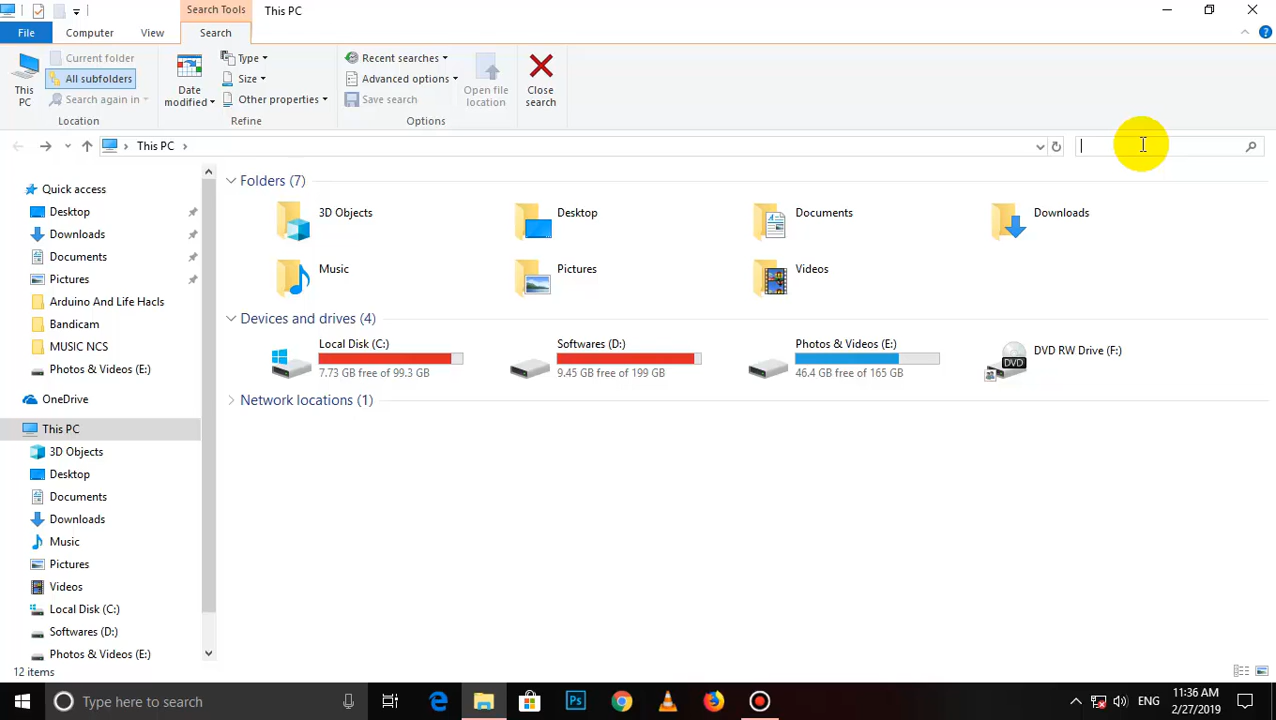 Search Tools
This PC
File
Computer
View
Search
This PC
Current folder
All subfolders
Search again in
Location
Date modified
Type
Size
Other properties
Refine
Recent searches
Advanced options
Save search
Options
Open file location
Close search
This PC
Quick access
Desktop
Downloads
Documents
Pictures
Arduino And Life Hacls
Bandicam
MUSIC NCS
Photos & Videos (E:)
OneDrive
This PC
3D Objects
Desktop
Documents
Downloads
Music
Pictures
Videos
Local Disk (C:)
Softwares (D:)
Photos & Videos (E:)
Folders (7)
3D Objects
Desktop
Documents
Downloads
Music
Pictures
Videos
Devices and drives (4)
Local Disk (C:)
7.73 GB free of 99.3 GB
Softwares (D:)
9.45 GB free of 199 GB
Photos & Videos (E:)
46.4 GB free of 165 GB
DVD
DVD RW Drive (F:)
Network locations (1)
12 items
Type here to search
Ps
ENG
11:36 AM
2/27/2019